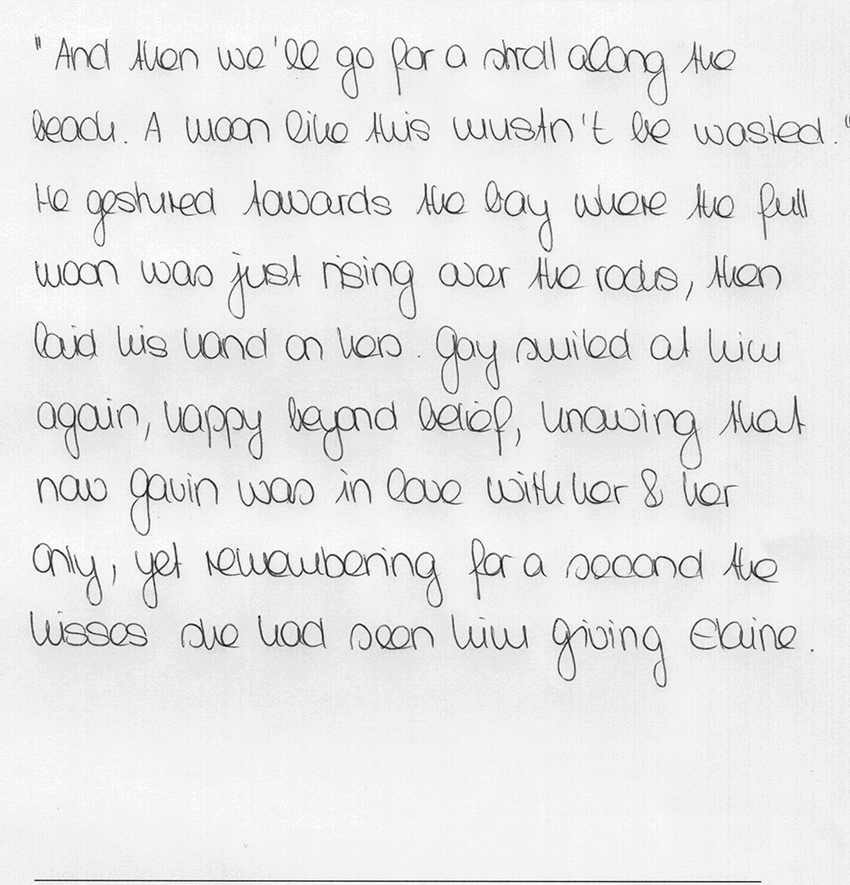 "And then we'll go for a stroll along the
beach. A moon like this mustn't be wasted."
He gestured towards the bay where the full
moon was just rising over the rocks, then
laid his hand on hers. Gay smiled at him
again, happy beyond belief, knowing that
now Gavin was in love with her & her
only, yet remembering for a second the
kisses she had seen him giving Elaine.